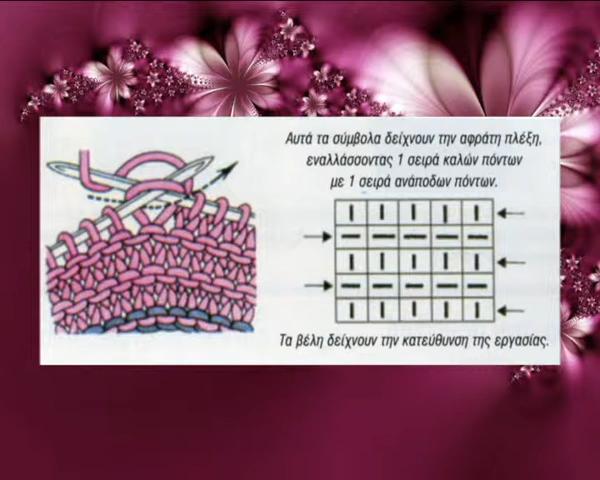 Αυτά τα σύμβολα δείχνουν την αφράτη πλέξη,
εναλλάσσοντας 1 σειρά καλών πόντων
με 1 σειρά ανάποδων πόντων.
Τα βέλη δείχνουν την κατεύθυνση της εργασίας.